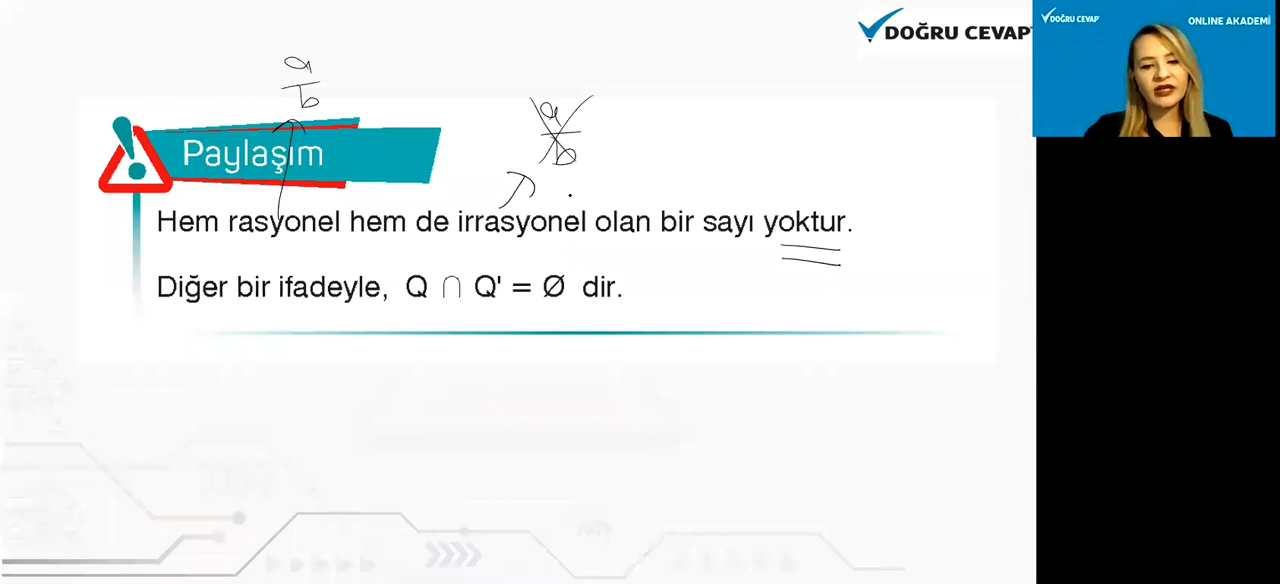 DOĞRU CEVAP
DOĞRU CEVAP
ONLINE AKADEMİ
a
b
a
b
Paylaşım
Hem rasyonel hem de irrasyonel olan bir sayı yoktur.
Diğer bir ifadeyle, Q ∩ Q' = Ø dir.